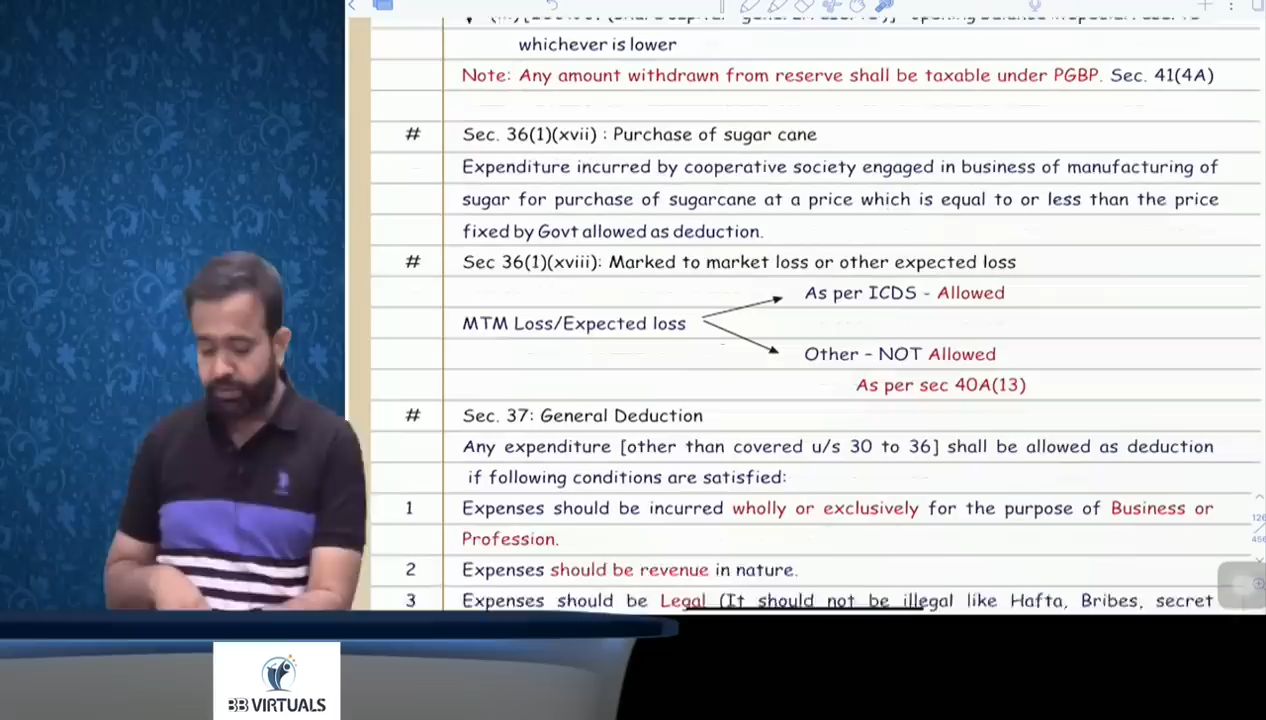 whichever is lower
Note: Any amount withdrawn from reserve shall be taxable under PGBP. Sec. 41(4A)
# Sec. 36(1)(xvii) : Purchase of sugar cane
Expenditure incurred by cooperative society engaged in business of manufacturing of
sugar for purchase of sugarcane at a price which is equal to or less than the price
fixed by Govt allowed as deduction.
# Sec 36(1)(xviii): Marked to market loss or other expected loss
As per ICDS - Allowed
MTM Loss/Expected loss
Other - NOT Allowed
As per sec 40A(13)
# Sec. 37: General Deduction
Any expenditure [other than covered u/s 30 to 36] shall be allowed as deduction
if following conditions are satisfied:
1 Expenses should be incurred wholly or exclusively for the purpose of Business or
Profession.
2 Expenses should be revenue in nature.
3 Expenses should be Legal (It should not be illegal like Hafta, Bribes, secret
BB VIRTUALS